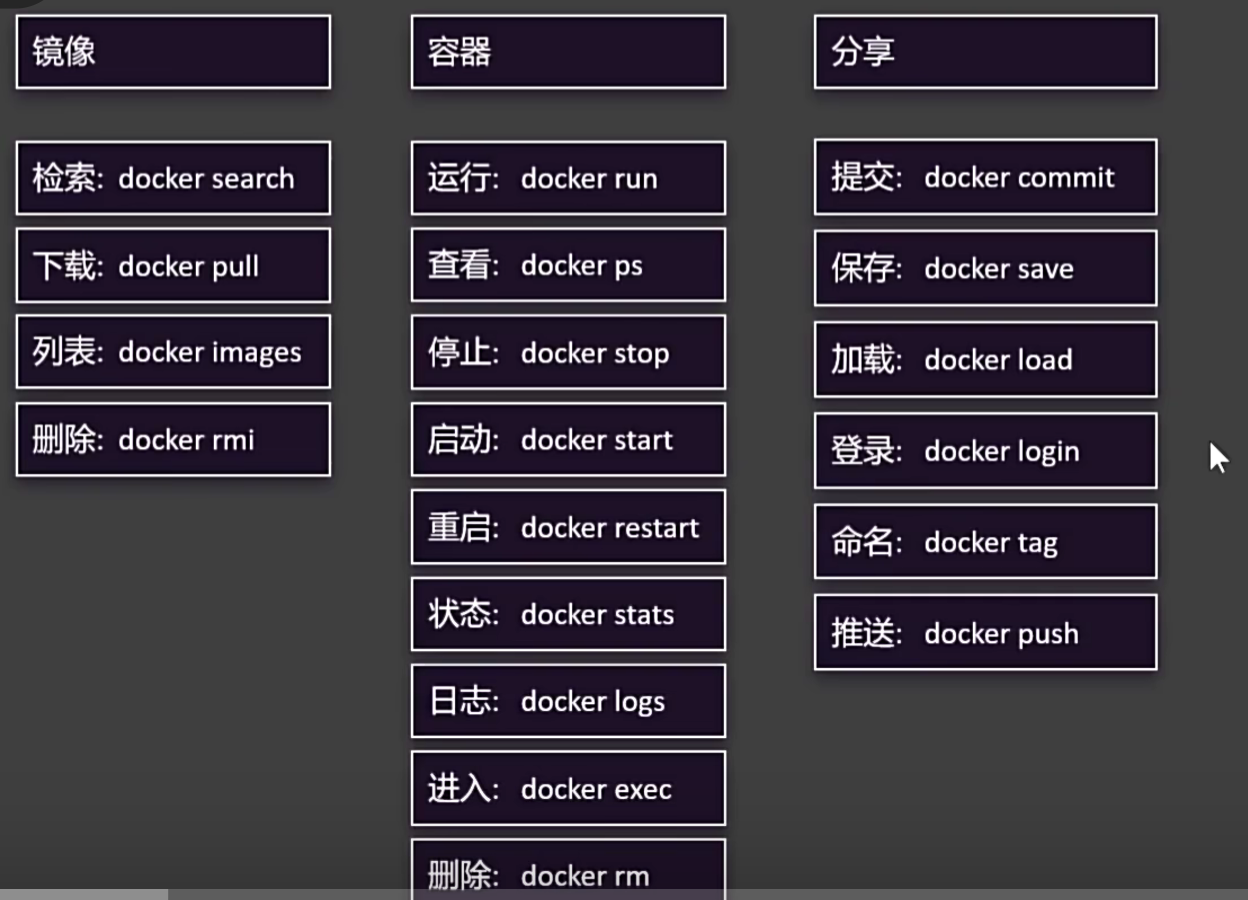 镜像
检索: docker search
下载: docker pull
列表: docker images
删除: docker rmi
容器
运行: docker run
查看: docker ps
停止: docker stop
启动: docker start
重启: docker restart
状态: docker stats
日志: docker logs
进入: docker exec
删除: docker rm
分享
提交: docker commit
保存: docker save
加载: docker load
登录: docker login
命名: docker tag
推送: docker push